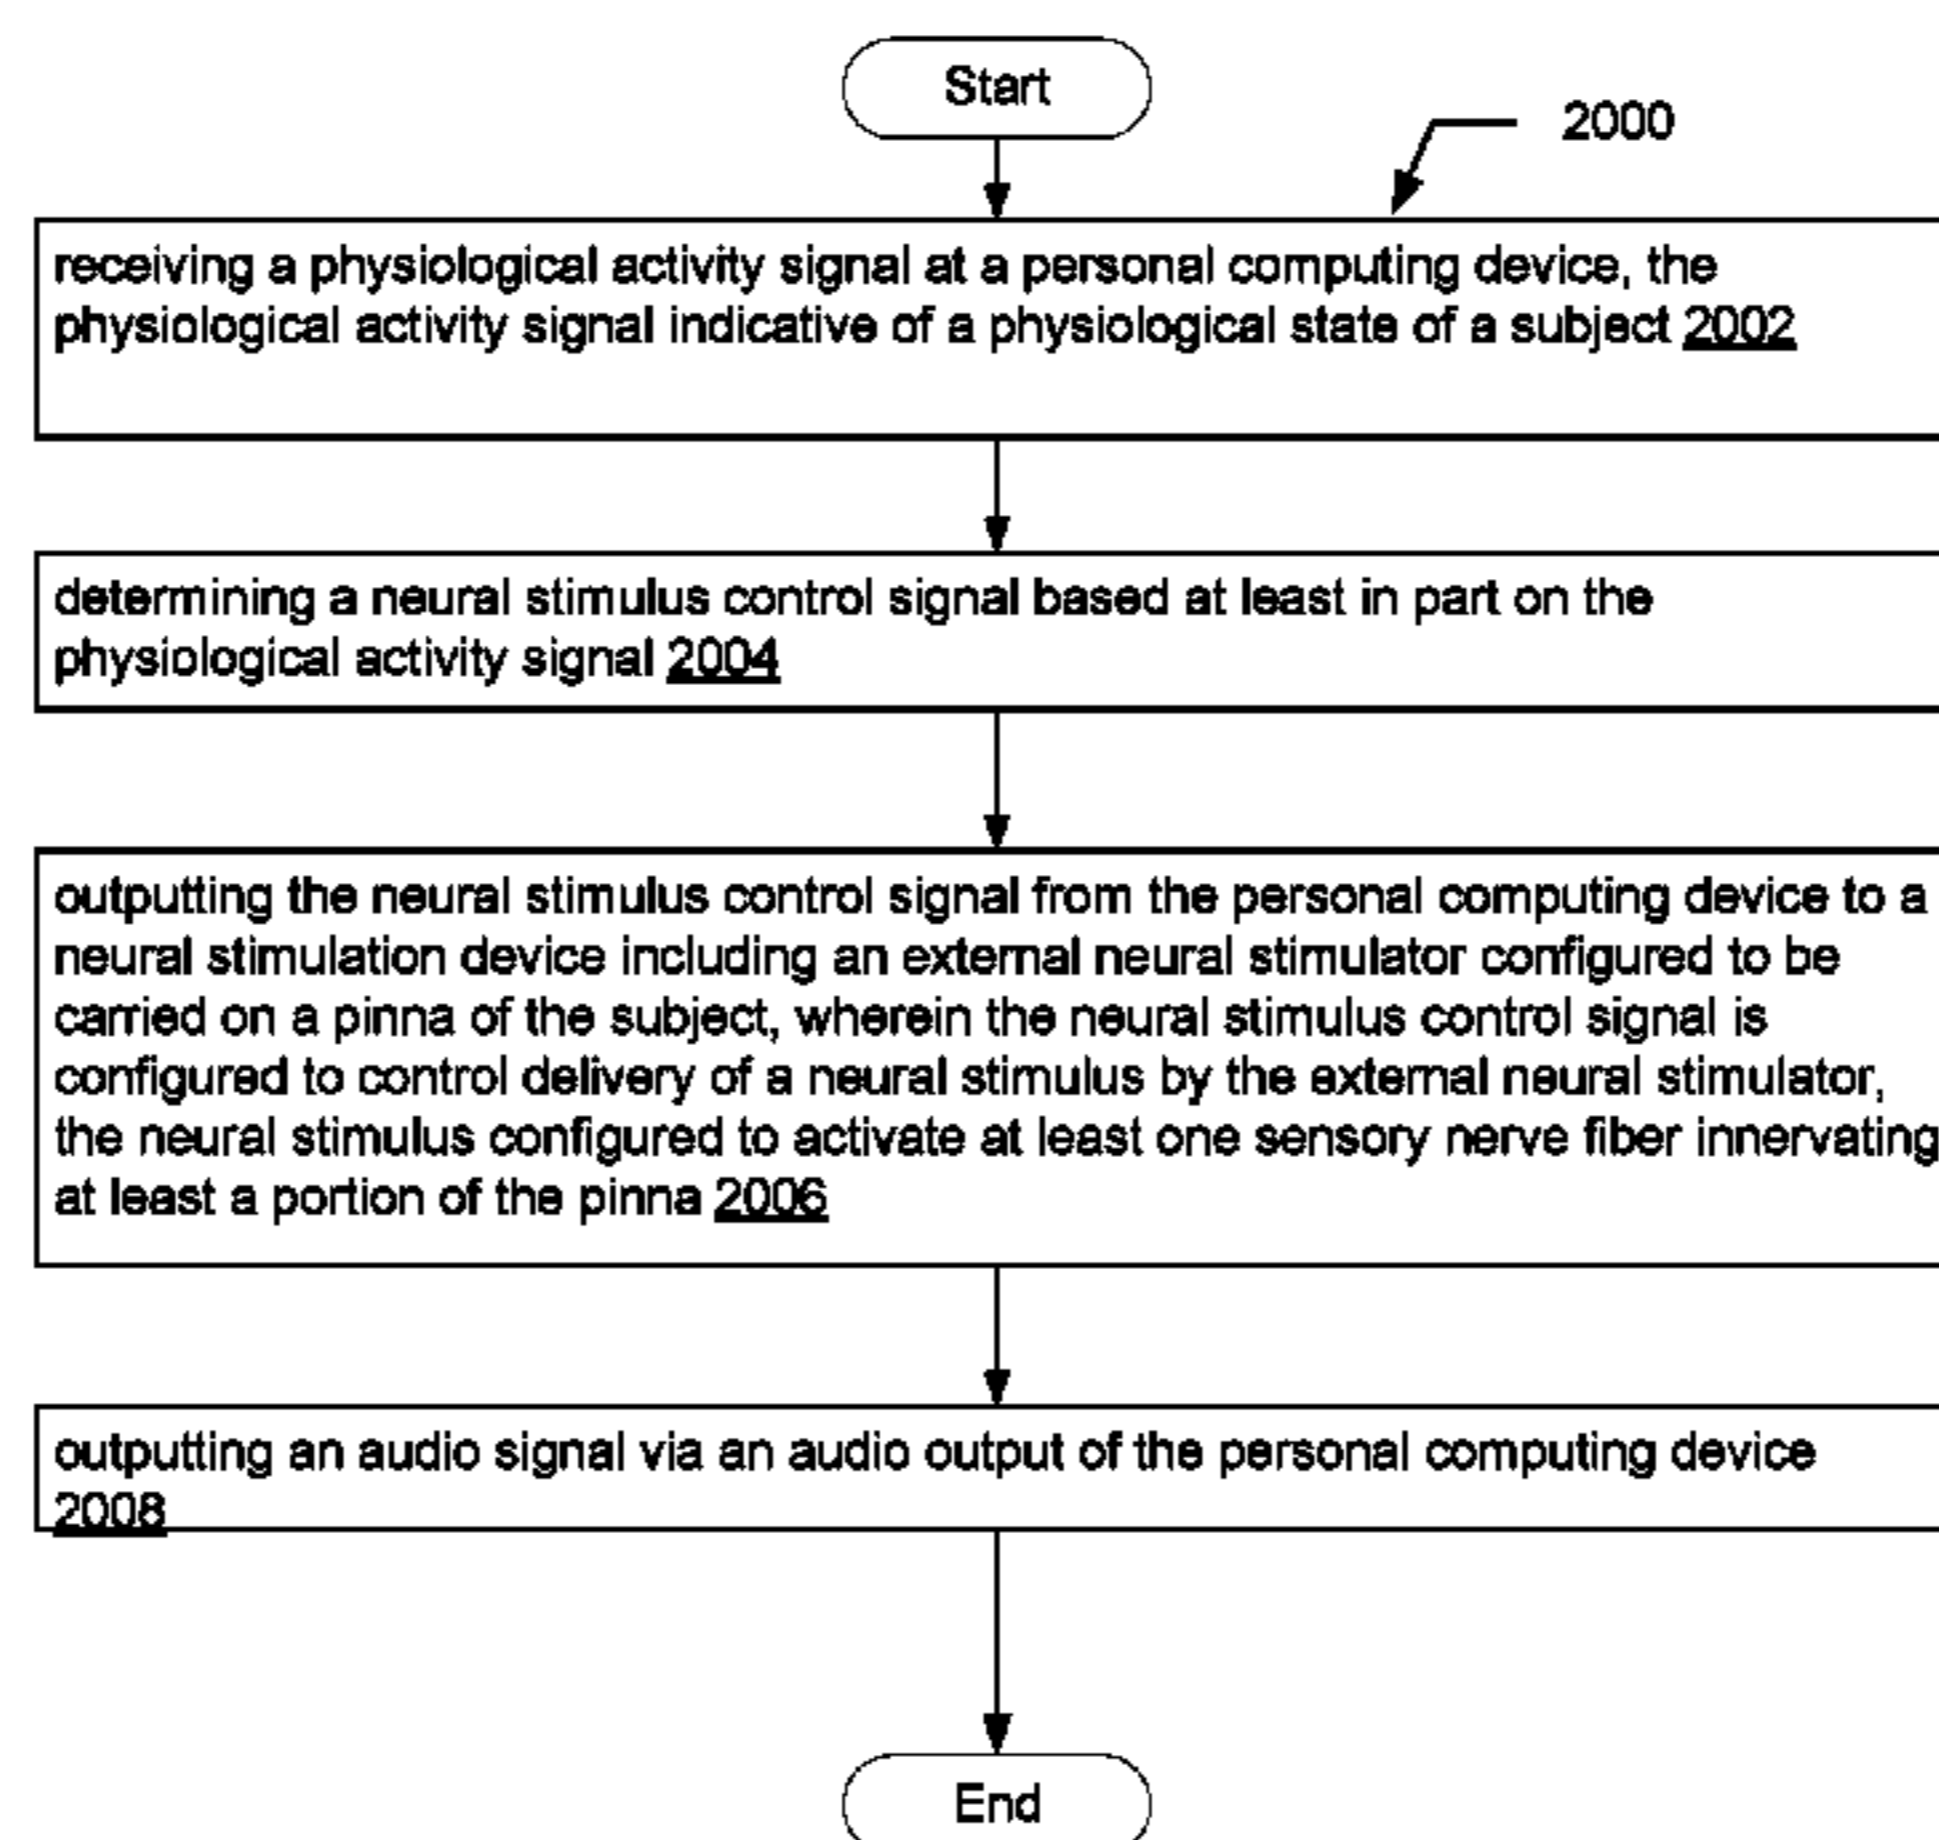 Start
2000
receiving a physiological activity signal at a personal computing device, the
physiological activity signal indicative of a physiological state of a subject 2002
determining a neural stimulus control signal based at least in part on the
physiological activity signal 2004
outputting the neural stimulus control signal from the personal computing device to a
neural stimulation device including an external neural stimulator configured to be
carried on a pinna of the subject, wherein the neural stimulus control signal is
configured to control delivery of a neural stimulus by the external neural stimulator,
the neural stimulus configured to activate at least one sensory nerve fiber innervating
at least a portion of the pinna 2006
outputting an audio signal via an audio output of the personal computing device
2008
End